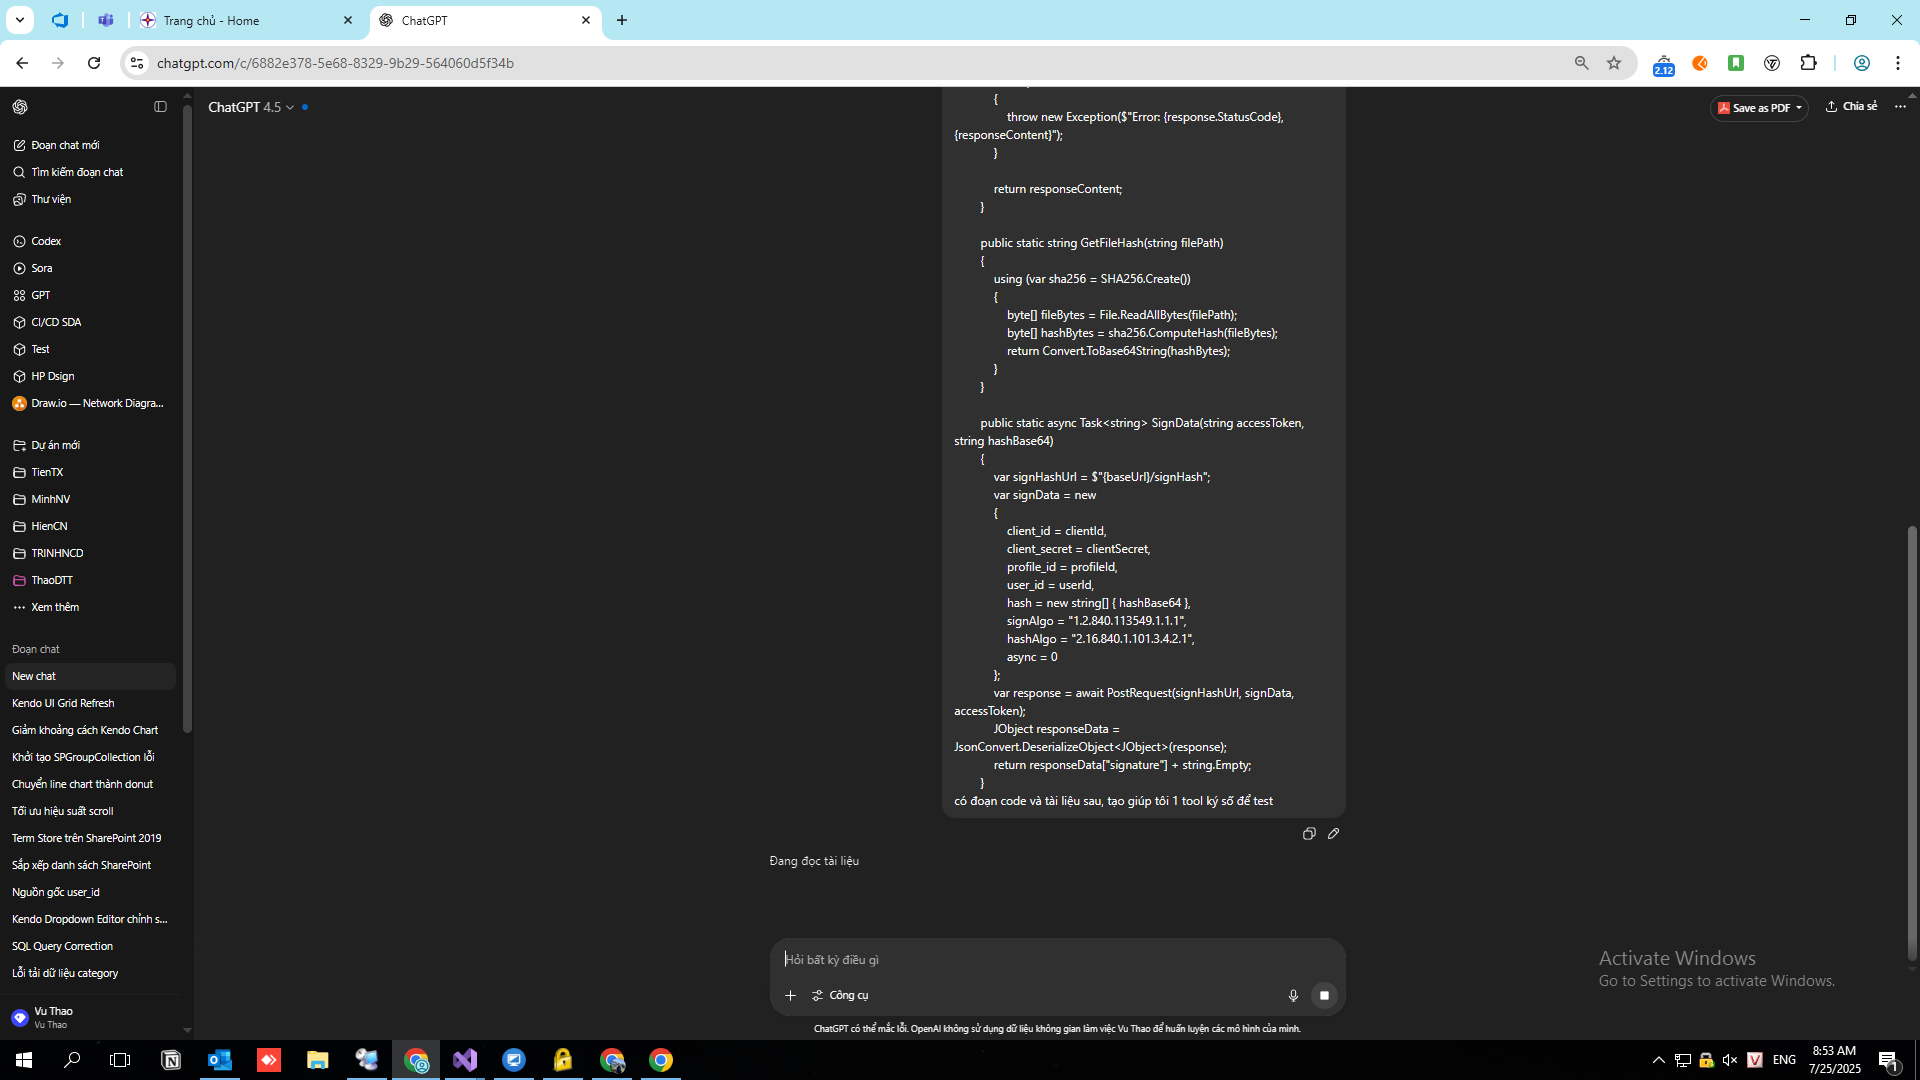 Trang chủ - Home
ChatGPT
chatgpt.com/c/6882e378-5e68-8329-9b29-564060d5f34b
2.12
ChatGPT 4.5
Save as PDF
Chia sẻ
Đoạn chat mới
Tìm kiếm đoạn chat
Thư viện
Codex
Sora
GPT
CI/CD SDA
Test
HP Dsign
Draw.io — Network Diagra...
Dự án mới
TienTX
MinhNV
HienCN
TRINHNCD
ThaoDTT
Xem thêm
Đoạn chat
New chat
Kendo UI Grid Refresh
Giảm khoảng cách Kendo Chart
Khởi tạo SPGroupCollection lỗi
Chuyển line chart thành donut
Tối ưu hiệu suất scroll
Term Store trên SharePoint 2019
Sắp xếp danh sách SharePoint
Nguồn gốc user_id
Kendo Dropdown Editor chỉnh s...
SQL Query Correction
Lỗi tải dữ liệu category
Vu Thao
Vu Thao
{
throw new Exception($"Error: {response.StatusCode},
{responseContent}");
}
return responseContent;
}
public static string GetFileHash(string filePath)
{
using (var sha256 = SHA256.Create())
{
byte[] fileBytes = File.ReadAllBytes(filePath);
byte[] hashBytes = sha256.ComputeHash(fileBytes);
return Convert.ToBase64String(hashBytes);
}
}
public static async Task<string> SignData(string accessToken,
string hashBase64)
{
var signHashUrl = $"{baseUrl}/signHash";
var signData = new
{
client_id = clientId,
client_secret = clientSecret,
profile_id = profileId,
user_id = userId,
hash = new string[] { hashBase64 },
signAlgo = "1.2.840.113549.1.1.1",
hashAlgo = "2.16.840.1.101.3.4.2.1",
async = 0
};
var response = await PostRequest(signHashUrl, signData,
accessToken);
JObject responseData =
JsonConvert.DeserializeObject<JObject>(response);
return responseData["signature"] + string.Empty;
}
có đoạn code và tài liệu sau, tạo giúp tôi 1 tool ký số để test
Đang đọc tài liệu
Hỏi bất kỳ điều gì
Công cụ
ChatGPT có thể mắc lỗi. OpenAI không sử dụng dữ liệu không gian làm việc Vu Thao để huấn luyện các mô hình của mình.
Activate Windows
Go to Settings to activate Windows.
ENG
8:53 AM
7/25/2025
1